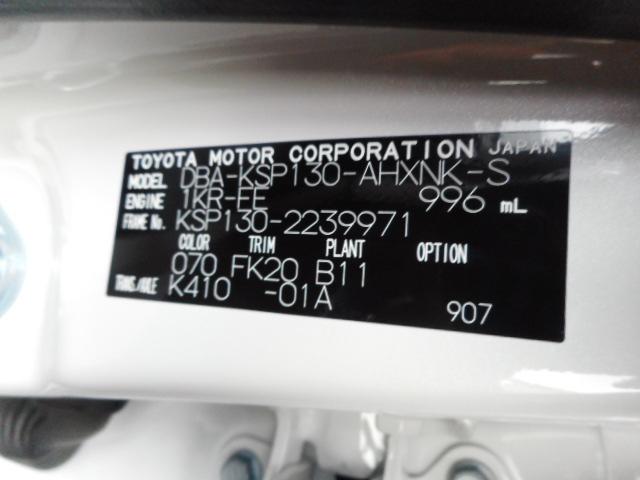 TOYOTA MOTOR CORPORATION JAPAN
MODEL DBA-KSP130-AHXNK-S
ENGINE 1KR-FE 996 mL
FRAME No. KSP130-2239971
COLOR TRIM PLANT OPTION
070 FK20 B11
TRANS/AXLE K410 -01A
907